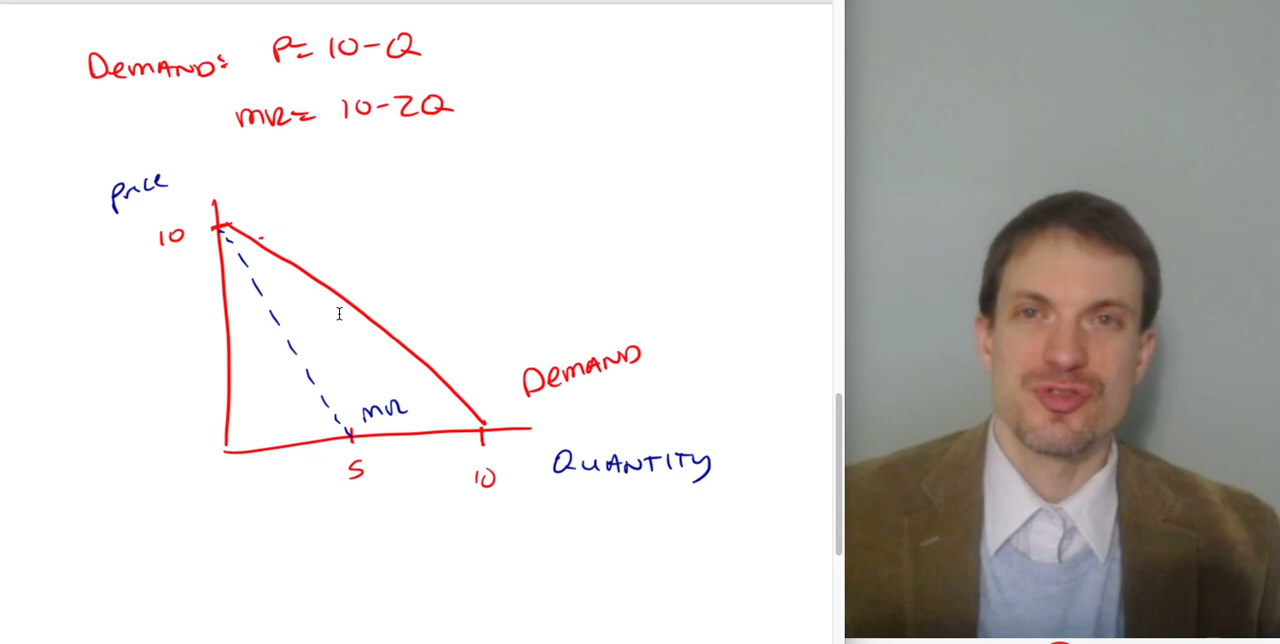 Demand: P= 10-Q
MR= 10-2Q
Price
10
Demand
MR
5
10
Quantity